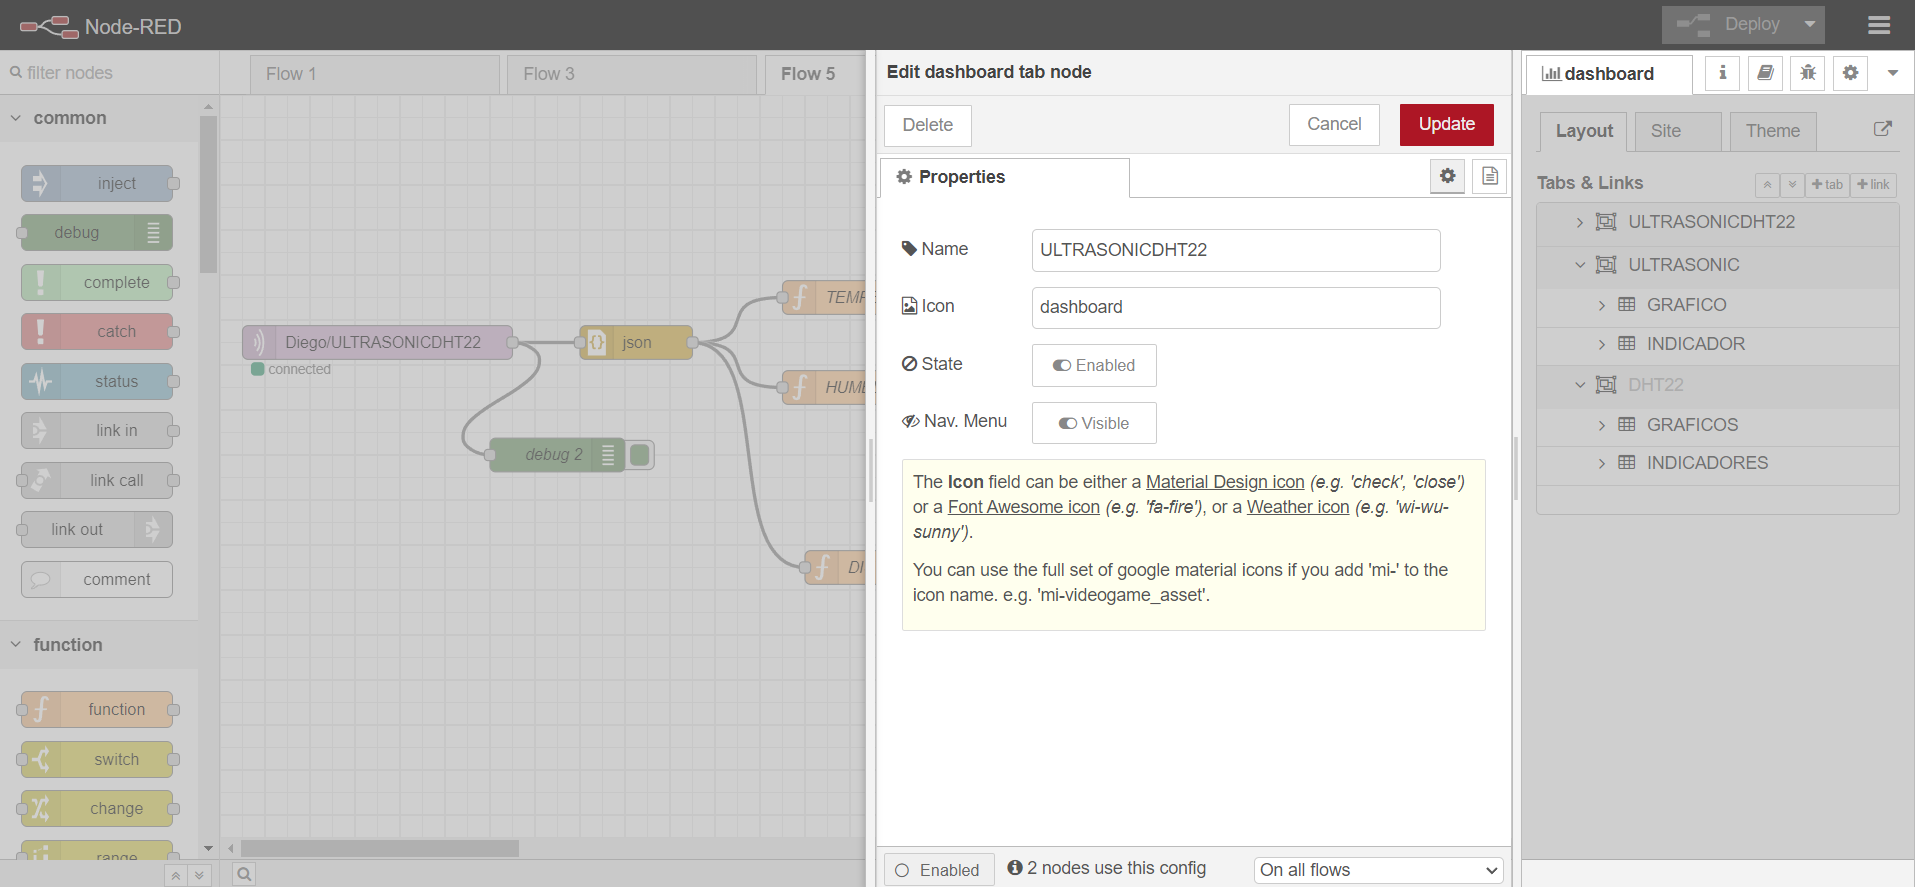 Node-RED
Deploy
filter nodes
Flow 1
Flow 3
Flow 5
common
inject
debug
complete
catch
status
link in
link call
link out
comment
function
function
switch
change
range
Diego/ULTRASONICDHT22
connected
json
debug 2
TEMP
HUME
DI
Edit dashboard tab node
Delete
Cancel
Update
Properties
Name
ULTRASONICDHT22
Icon
dashboard
State
Enabled
Nav. Menu
Visible
The Icon field can be either a Material Design icon (e.g. 'check', 'close')
or a Font Awesome icon (e.g. 'fa-fire'), or a Weather icon (e.g. 'wi-wu-
sunny').
You can use the full set of google material icons if you add 'mi-' to the
icon name. e.g. 'mi-videogame_asset'.
Enabled
2 nodes use this config
On all flows
dashboard
Layout
Site
Theme
Tabs & Links
tab
link
ULTRASONICDHT22
ULTRASONIC
GRAFICO
INDICADOR
DHT22
GRAFICOS
INDICADORES